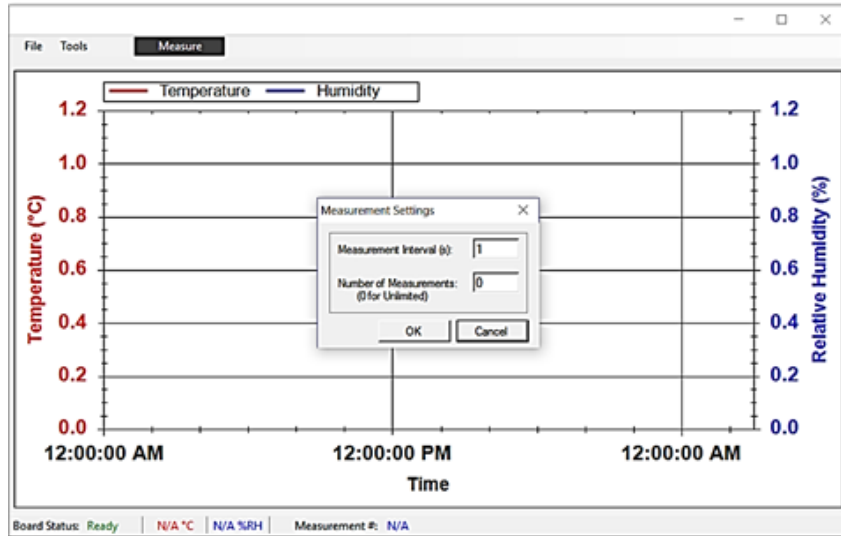 File Tools Measure
Temperature Humidity
1.2 1.2
1.0 1.0
0.8 0.8
0.6 0.6
0.4 0.4
0.2 0.2
0.0 0.0
Temperature (°C)
Relative Humidity (%)
Measurement Settings
Measurement Interval (s): 1
Number of Measurements: 0
(0 for Unlimited)
OK Cancel
12:00:00 AM 12:00:00 PM 12:00:00 AM
Time
Board Status: Ready N/A °C N/A %RH Measurement #: N/A